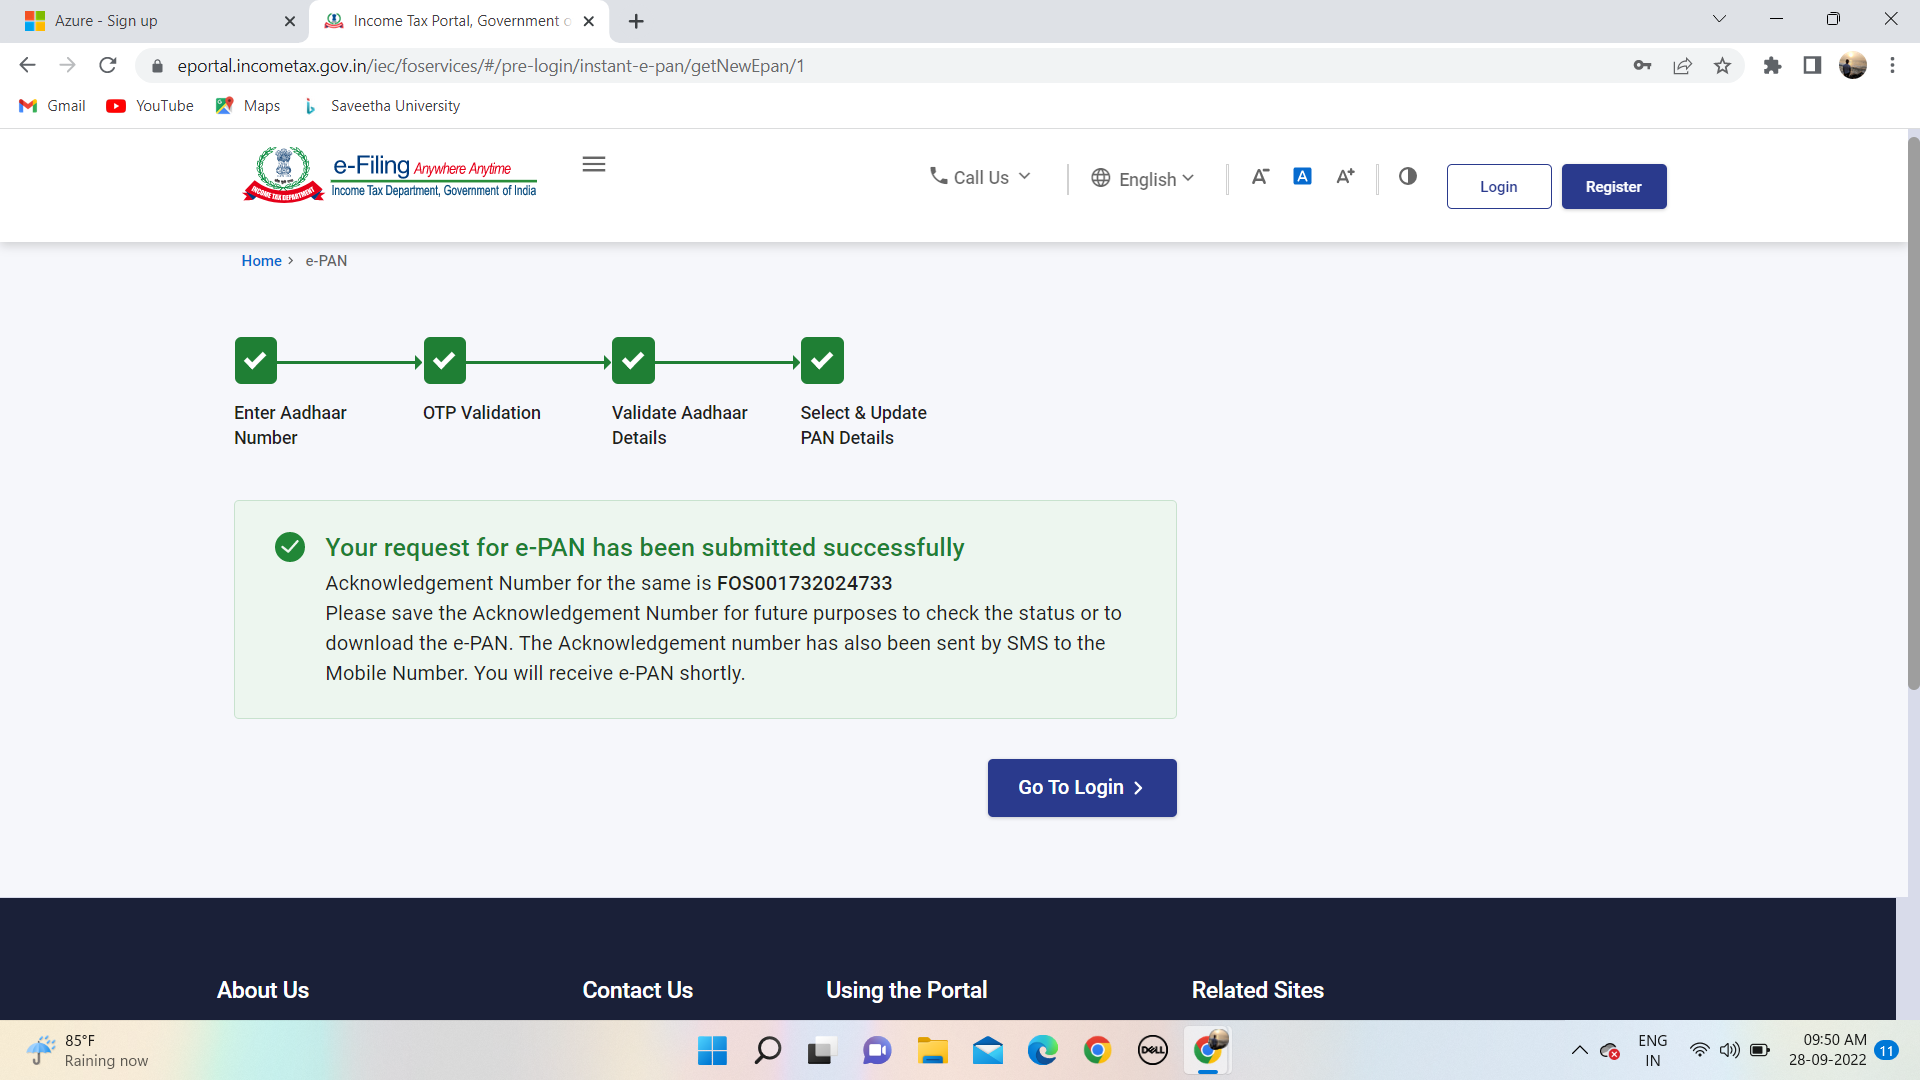 Azure - Sign up
Income Tax Portal, Government o
eportal.incometax.gov.in/iec/foservices/#/pre-login/instant-e-pan/getNewEpan/1
Gmail
YouTube
Maps
Saveetha University
e-Filing Anywhere Anytime
Income Tax Department, Government of India
INCOME TAX DEPARTMENT
Call Us
English
A-
A
A+
Login
Register
Home > e-PAN
Enter Aadhaar
Number
OTP Validation
Validate Aadhaar
Details
Select & Update
PAN Details
Your request for e-PAN has been submitted successfully
Acknowledgement Number for the same is FOS001732024733
Please save the Acknowledgement Number for future purposes to check the status or to
download the e-PAN. The Acknowledgement number has also been sent by SMS to the
Mobile Number. You will receive e-PAN shortly.
Go To Login >
About Us
Contact Us
Using the Portal
Related Sites
85°F
Raining now
DELL
ENG
IN
09:50 AM
28-09-2022
11